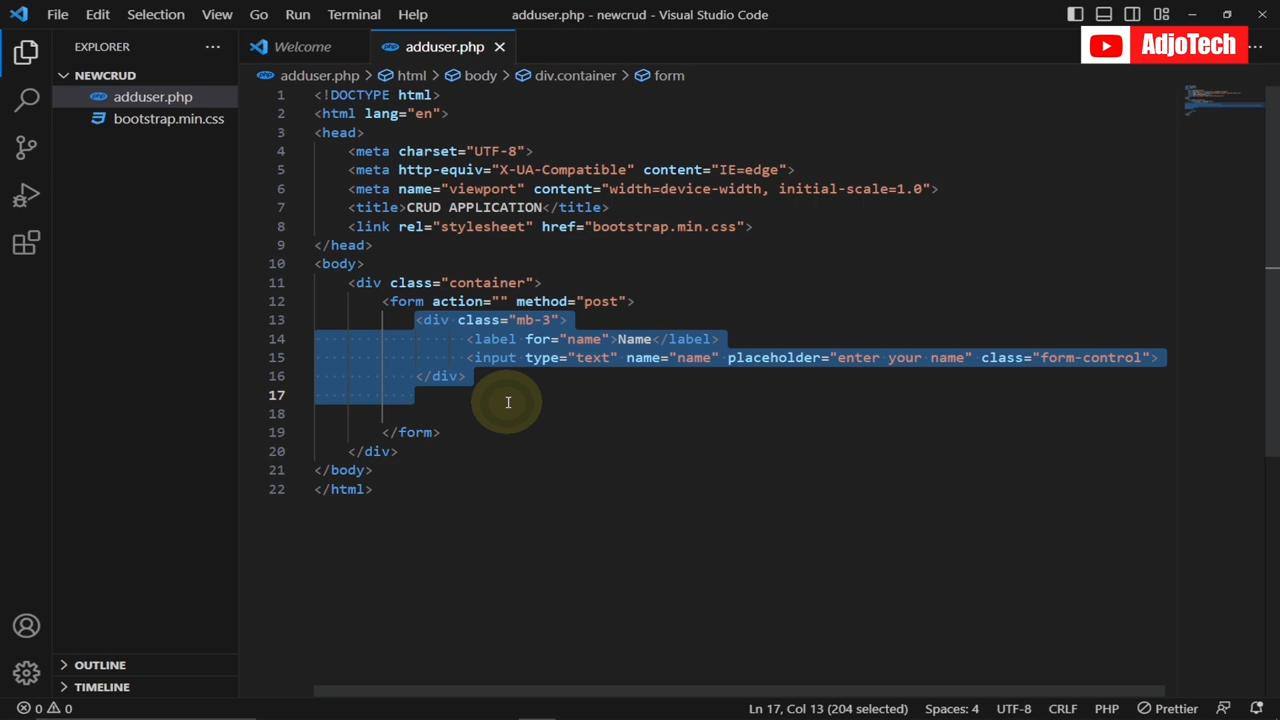 File Edit Selection View Go Run Terminal Help
adduser.php - newcrud - Visual Studio Code
AdjoTech
EXPLORER
Welcome
adduser.php
NEWCRUD
adduser.php
bootstrap.min.css
adduser.php > html > body > div.container > form
1 <!DOCTYPE html>
2 <html lang="en">
3 <head>
4 <meta charset="UTF-8">
5 <meta http-equiv="X-UA-Compatible" content="IE=edge">
6 <meta name="viewport" content="width=device-width, initial-scale=1.0">
7 <title>CRUD APPLICATION</title>
8 <link rel="stylesheet" href="bootstrap.min.css">
9 </head>
10 <body>
11 <div class="container">
12 <form action="" method="post">
13 <div class="mb-3">
14 <label for="name">Name</label>
15 <input type="text" name="name" placeholder="enter your name" class="form-control">
16 </div>
17
18
19 </form>
20 </div>
21 </body>
22 </html>
OUTLINE
TIMELINE
0 0
Ln 17, Col 13 (204 selected) Spaces: 4 UTF-8 CRLF PHP Prettier